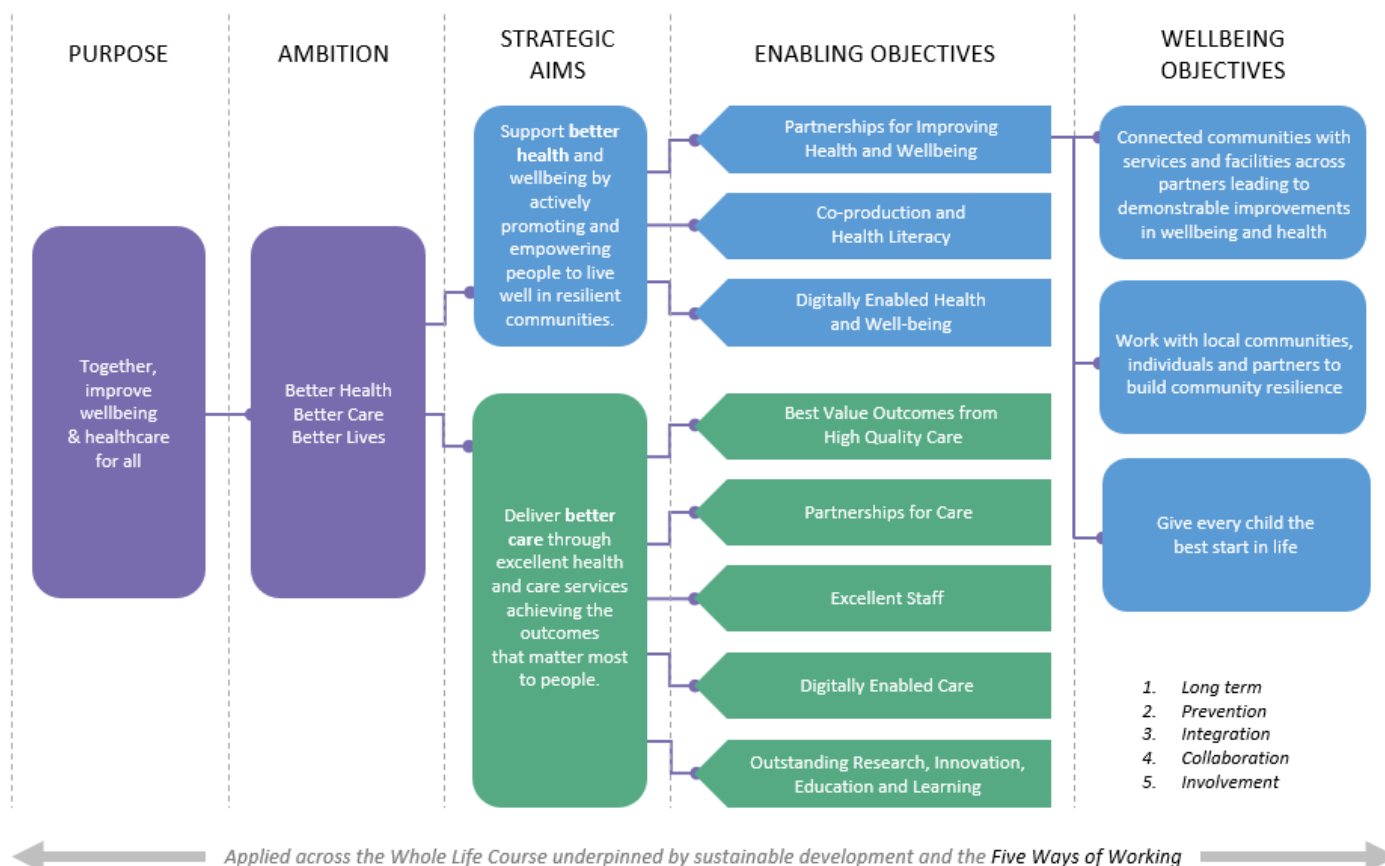 PURPOSE
AMBITION
STRATEGIC
AIMS
ENABLING OBJECTIVES
WELLBEING
OBJECTIVES
Together,
improve
wellbeing
& healthcare
for all
Better Health
Better Care
Better Lives
Support better
health and
wellbeing by
actively
promoting and
empowering
people to live
well in resilient
communities.
Deliver better
care through
excellent health
and care services
achieving the
outcomes
that matter most
to people.
Partnerships for Improving
Health and Wellbeing
Co-production and
Health Literacy
Digitally Enabled Health
and Well-being
Best Value Outcomes from
High Quality Care
Partnerships for Care
Excellent Staff
Digitally Enabled Care
Outstanding Research, Innovation,
Education and Learning
Connected communities with
services and facilities across
partners leading to
demonstrable improvements
in wellbeing and health
Work with local communities,
individuals and partners to
build community resilience
Give every child the
best start in life
1. Long term
2. Prevention
3. Integration
4. Collaboration
5. Involvement
Applied across the Whole Life Course underpinned by sustainable development and the Five Ways of Working